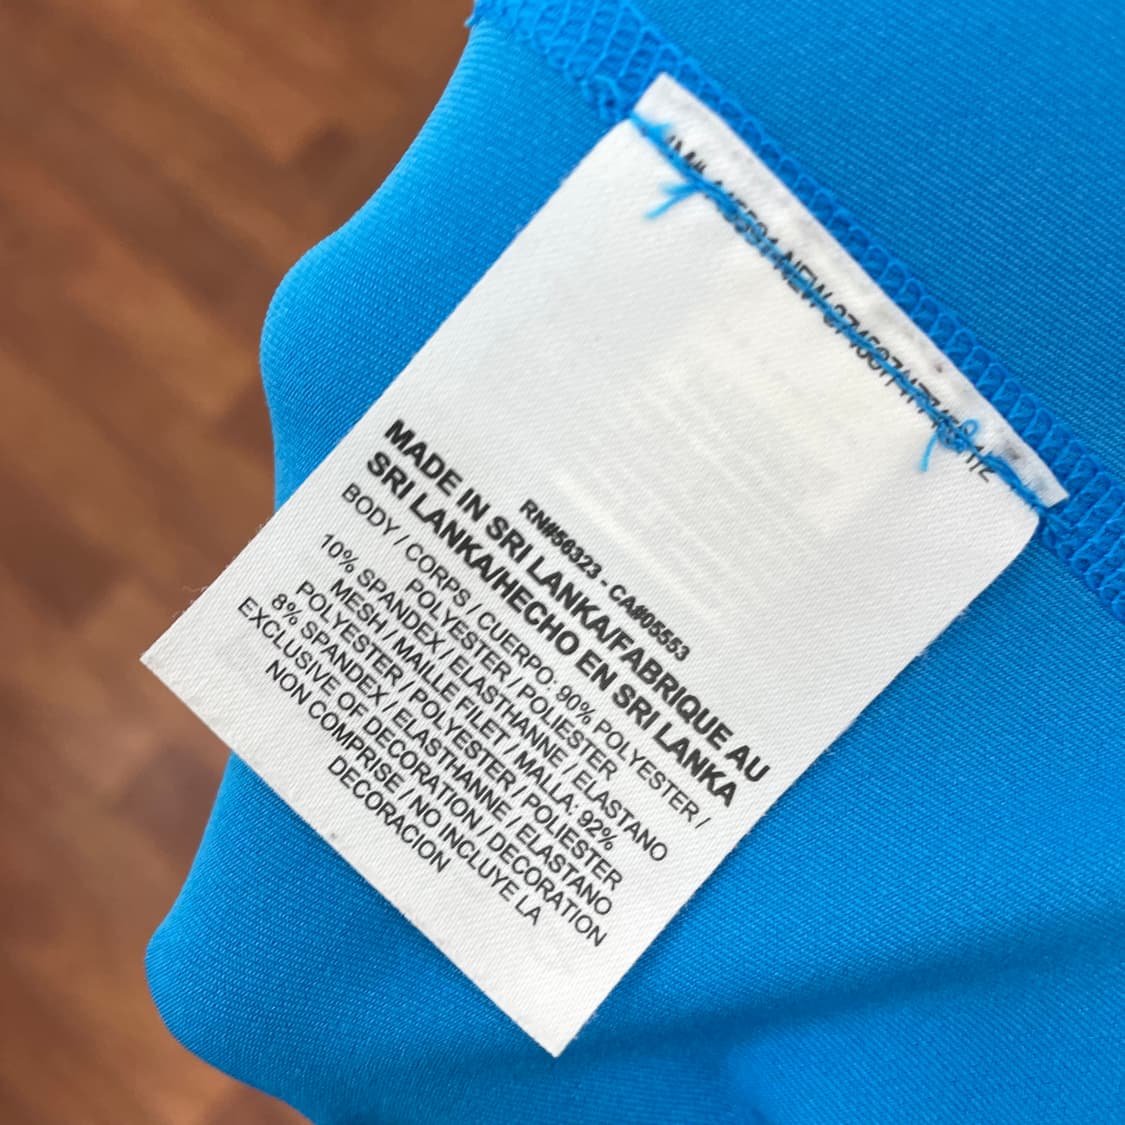 RN#56323 - CA#05553
MADE IN SRI LANKA/FABRIQUE AU
SRI LANKA/HECHO EN SRI LANKA
BODY / CORPS / CUERPO: 90% POLYESTER /
POLYESTER / POLIESTER
10% SPANDEX / ELASTHANNE / ELASTANO
MESH / MAILLE FILET / MALLA: 92%
POLYESTER / POLYESTER / POLIESTER
8% SPANDEX / ELASTHANNE / ELASTANO
EXCLUSIVE OF DECORATION / DECORATION
NON COMPRISE / NO INCLUYE LA
DECORACION